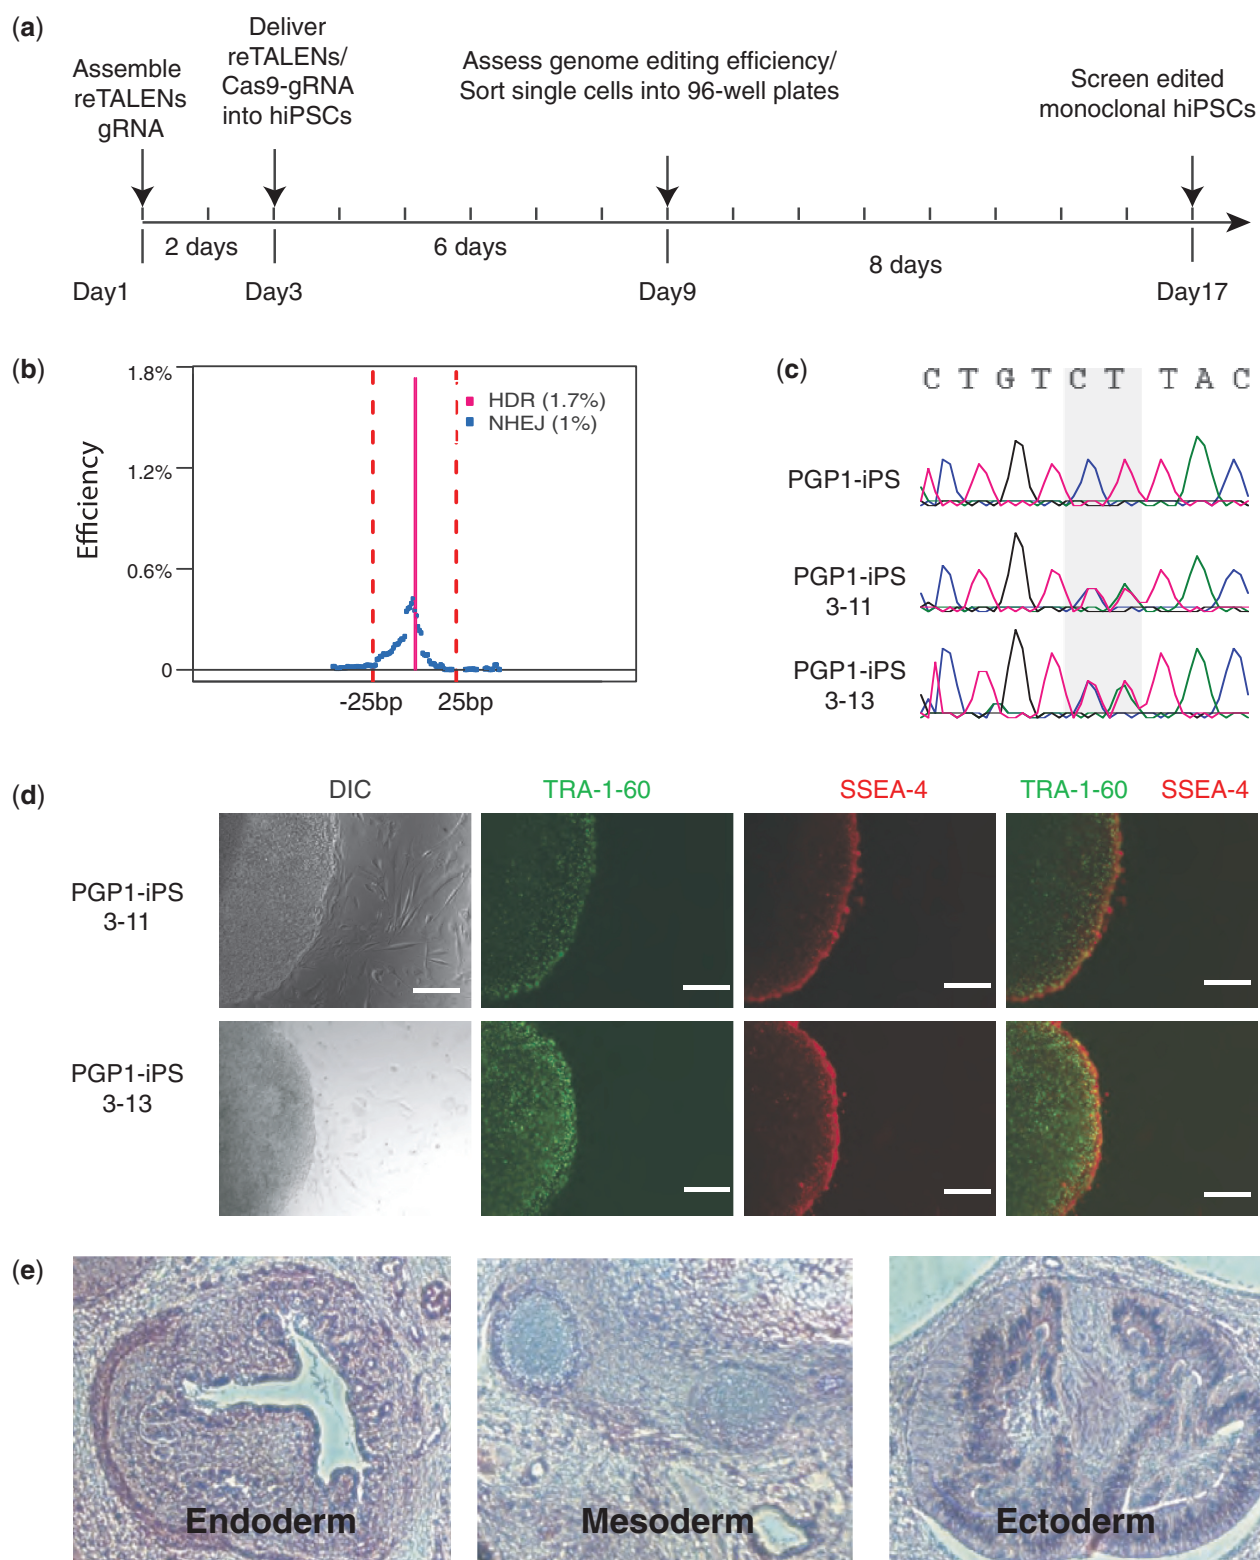 (a)
Assemble
reTALENs
gRNA
Deliver
reTALENs/
Cas9-gRNA
into hiPSCs
Assess genome editing efficiency/
Sort single cells into 96-well plates
Screen edited
monoclonal hiPSCs
2 days
6 days
8 days
Day1
Day3
Day9
Day17
(b)
Efficiency
1.8%
1.2%
0.6%
0
HDR (1.7%)
NHEJ (1%)
-25bp
25bp
(c)
C T G T C T T A C
PGP1-iPS
PGP1-iPS
3-11
PGP1-iPS
3-13
(d)
DIC
TRA-1-60
SSEA-4
TRA-1-60 SSEA-4
PGP1-iPS
3-11
PGP1-iPS
3-13
(e)
Endoderm
Mesoderm
Ectoderm